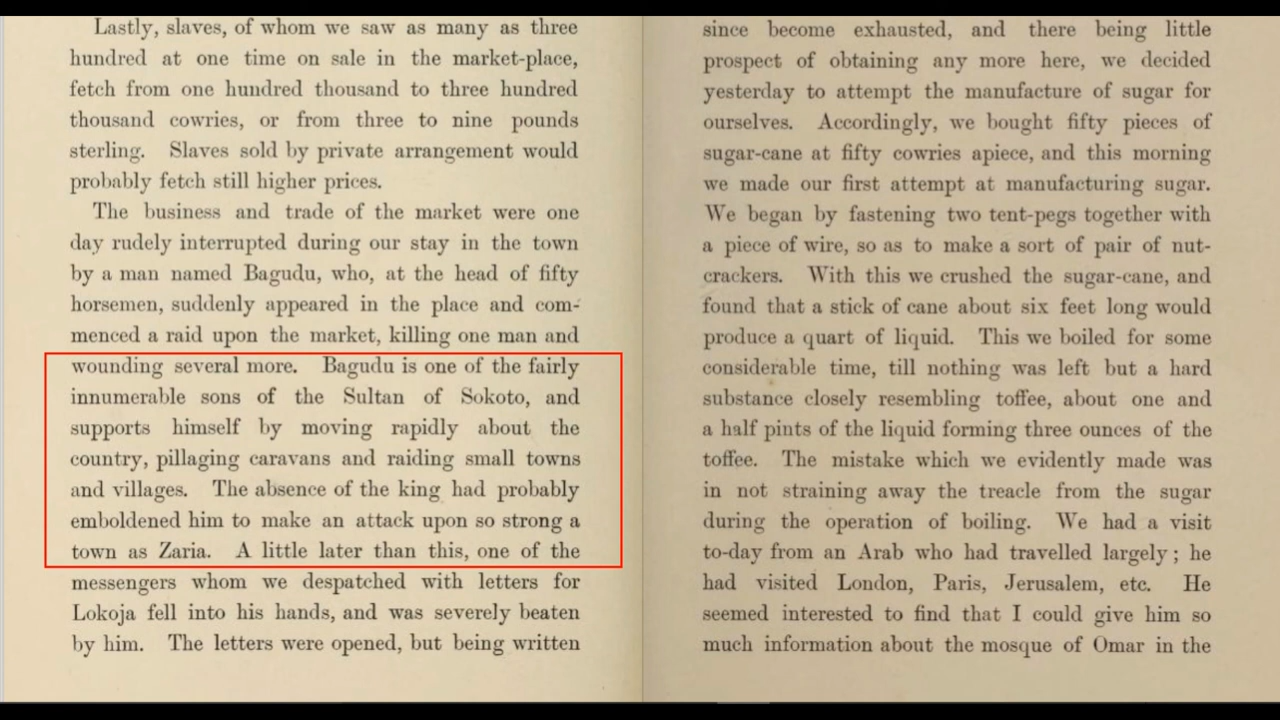 Lastly, slaves, of whom we saw as many as three
hundred at one time on sale in the market-place,
fetch from one hundred thousand to three hundred
thousand cowries, or from three to nine pounds
sterling. Slaves sold by private arrangement would
probably fetch still higher prices.
The business and trade of the market were one
day rudely interrupted during our stay in the town
by a man named Bagudu, who, at the head of fifty
horsemen, suddenly appeared in the place and com-
menced a raid upon the market, killing one man and
wounding several more. Bagudu is one of the fairly
innumerable sons of the Sultan of Sokoto, and
supports himself by moving rapidly about the
country, pillaging caravans and raiding small towns
and villages. The absence of the king had probably
emboldened him to make an attack upon so strong a
town as Zaria. A little later than this, one of the
messengers whom we despatched with letters for
Lokoja fell into his hands, and was severely beaten
by him. The letters were opened, but being written
since become exhausted, and there being little
prospect of obtaining any more here, we decided
yesterday to attempt the manufacture of sugar for
ourselves. Accordingly, we bought fifty pieces of
sugar-cane at fifty cowries apiece, and this morning
we made our first attempt at manufacturing sugar.
We began by fastening two tent-pegs together with
a piece of wire, so as to make a sort of pair of nut-
crackers. With this we crushed the sugar-cane, and
found that a stick of cane about six feet long would
produce a quart of liquid. This we boiled for some
considerable time, till nothing was left but a hard
substance closely resembling toffee, about one and
a half pints of the liquid forming three ounces of the
toffee. The mistake which we evidently made was
in not straining away the treacle from the sugar
during the operation of boiling. We had a visit
to-day from an Arab who had travelled largely; he
had visited London, Paris, Jerusalem, etc. He
seemed interested to find that I could give him so
much information about the mosque of Omar in the